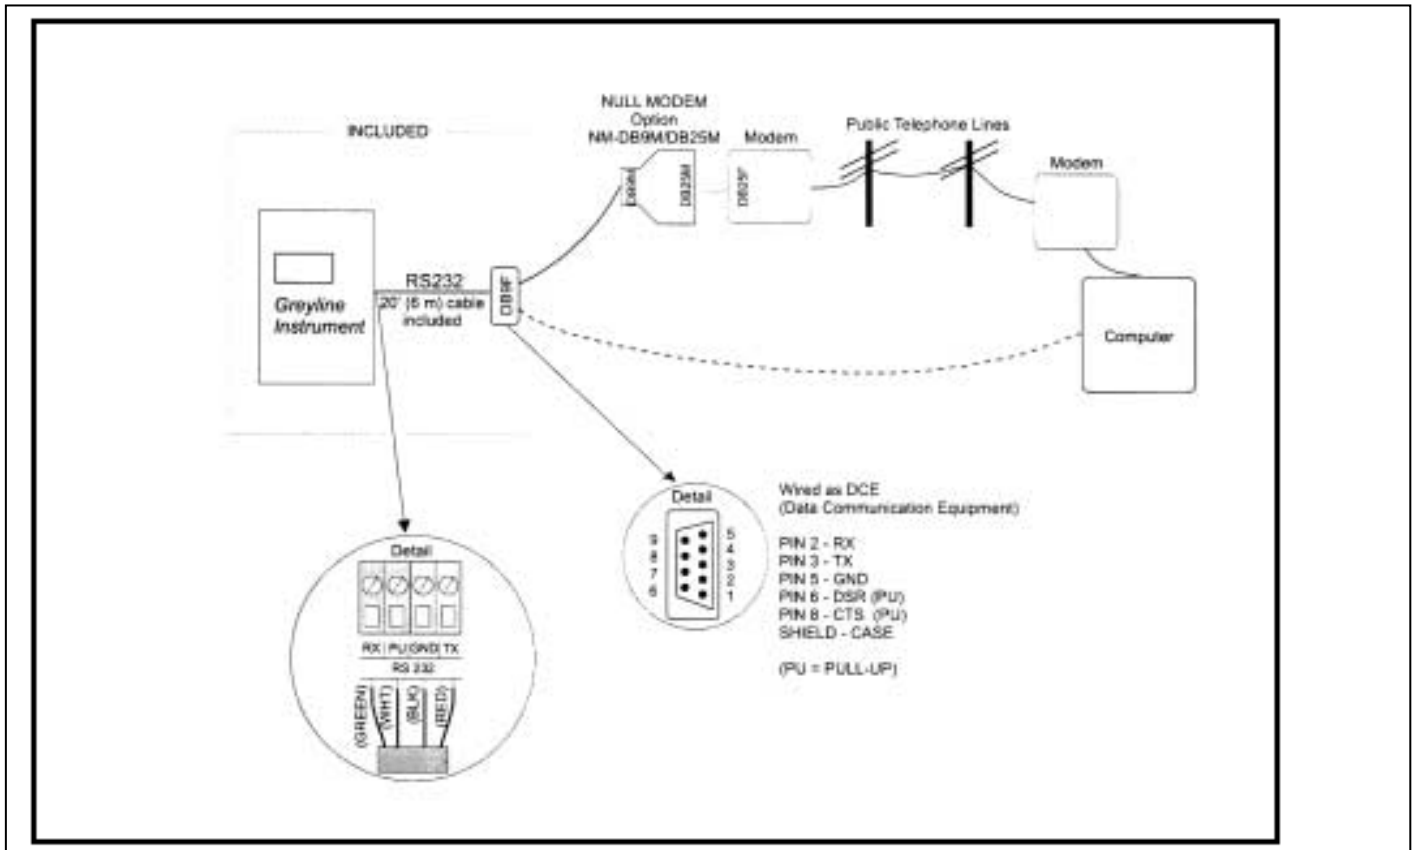 INCLUDED
NULL MODEM
Option
NM-DB9M/DB25M
Modem
Public Telephone Lines
Modem
DB9M
DB25M
DB25F
Greyline
Instrument
RS232
20' (6 m) cable
included
DB9F
Computer
Detail
RX PU GND TX
RS 232
(GREEN)
(WHT)
(BLK)
(RED)
Detail
9
8
7
6
5
4
3
2
1
Wired as DCE
(Data Communication Equipment)
PIN 2 - RX
PIN 3 - TX
PIN 5 - GND
PIN 6 - DSR (PU)
PIN 8 - CTS (PU)
SHIELD - CASE
(PU = PULL-UP)